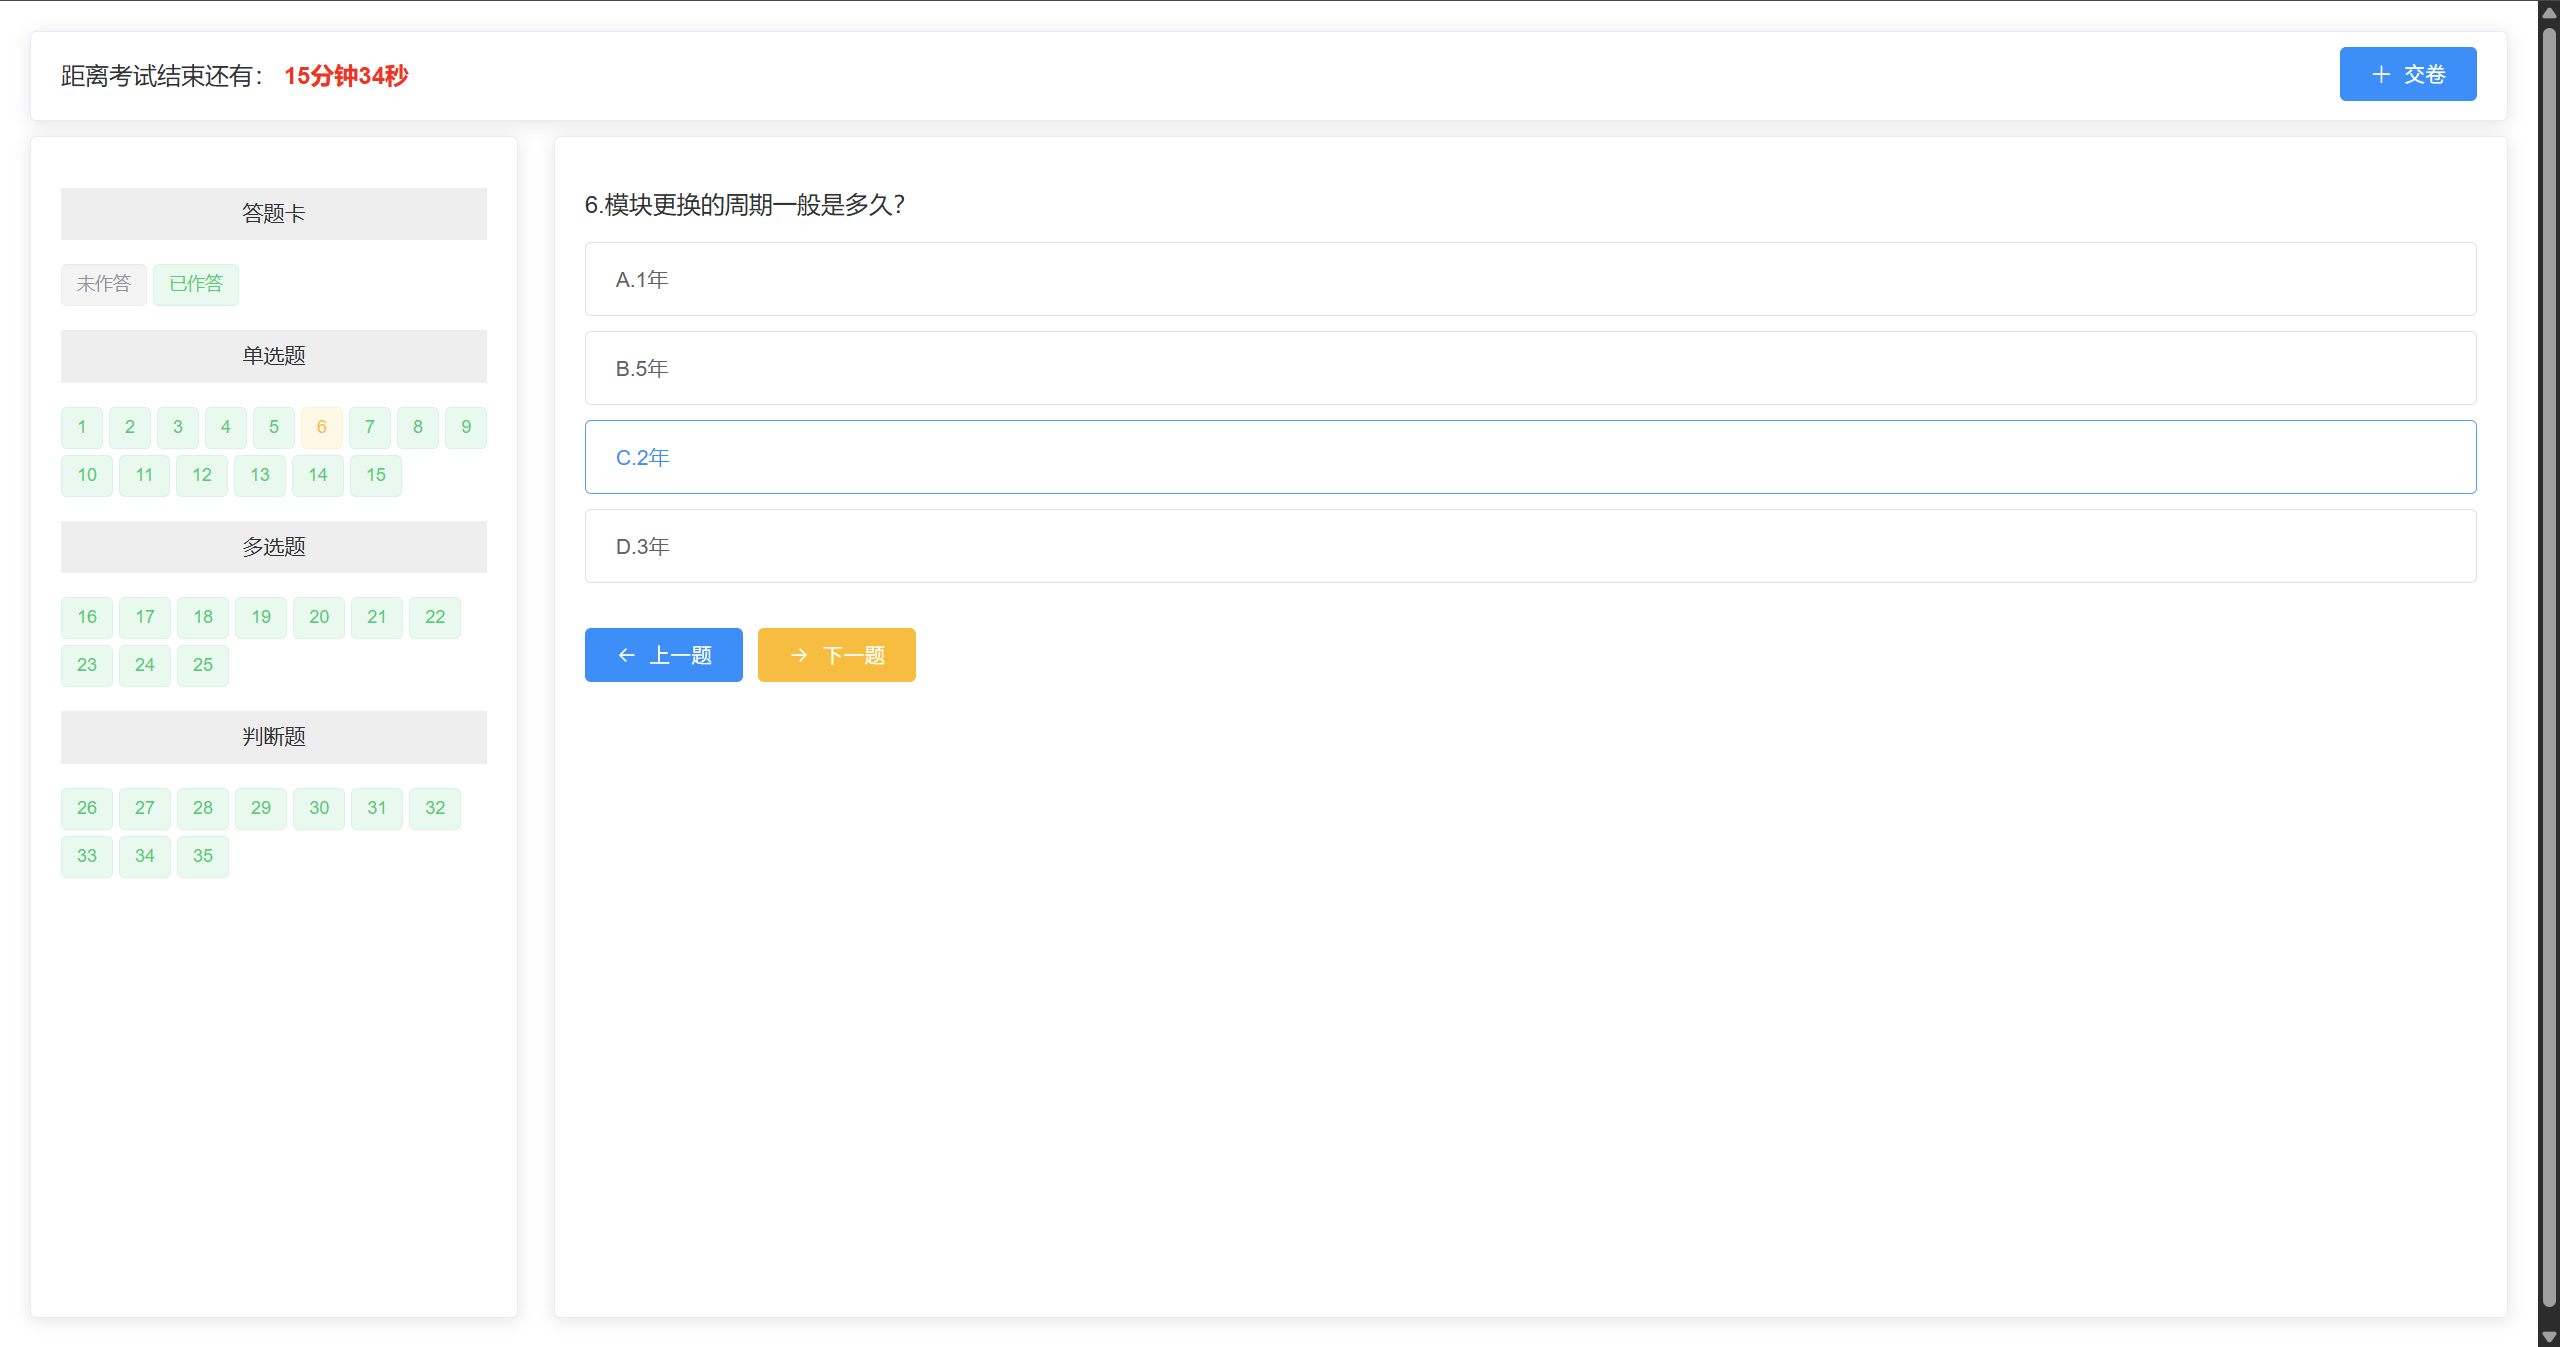 距离考试结束还有： 15分钟34秒
交卷
答题卡
未作答 已作答
单选题
1 2 3 4 5 6 7 8 9
10 11 12 13 14 15
多选题
16 17 18 19 20 21 22
23 24 25
判断题
26 27 28 29 30 31 32
33 34 35
6.模块更换的周期一般是多久?
A.1年
B.5年
C.2年
D.3年
上一题 下一题